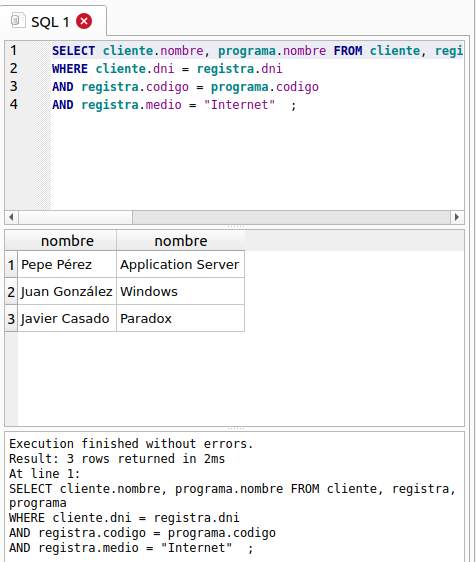 SQL 1
1 SELECT cliente.nombre, programa.nombre FROM cliente, regi
2 WHERE cliente.dni = registra.dni
3 AND registra.codigo = programa.codigo
4 AND registra.medio = "Internet"  ;
nombre nombre
1 Pepe Pérez Application Server
2 Juan González Windows
3 Javier Casado Paradox
Execution finished without errors.
Result: 3 rows returned in 2ms
At line 1:
SELECT cliente.nombre, programa.nombre FROM cliente, registra,
programa
WHERE cliente.dni = registra.dni
AND registra.codigo = programa.codigo
AND registra.medio = "Internet"  ;